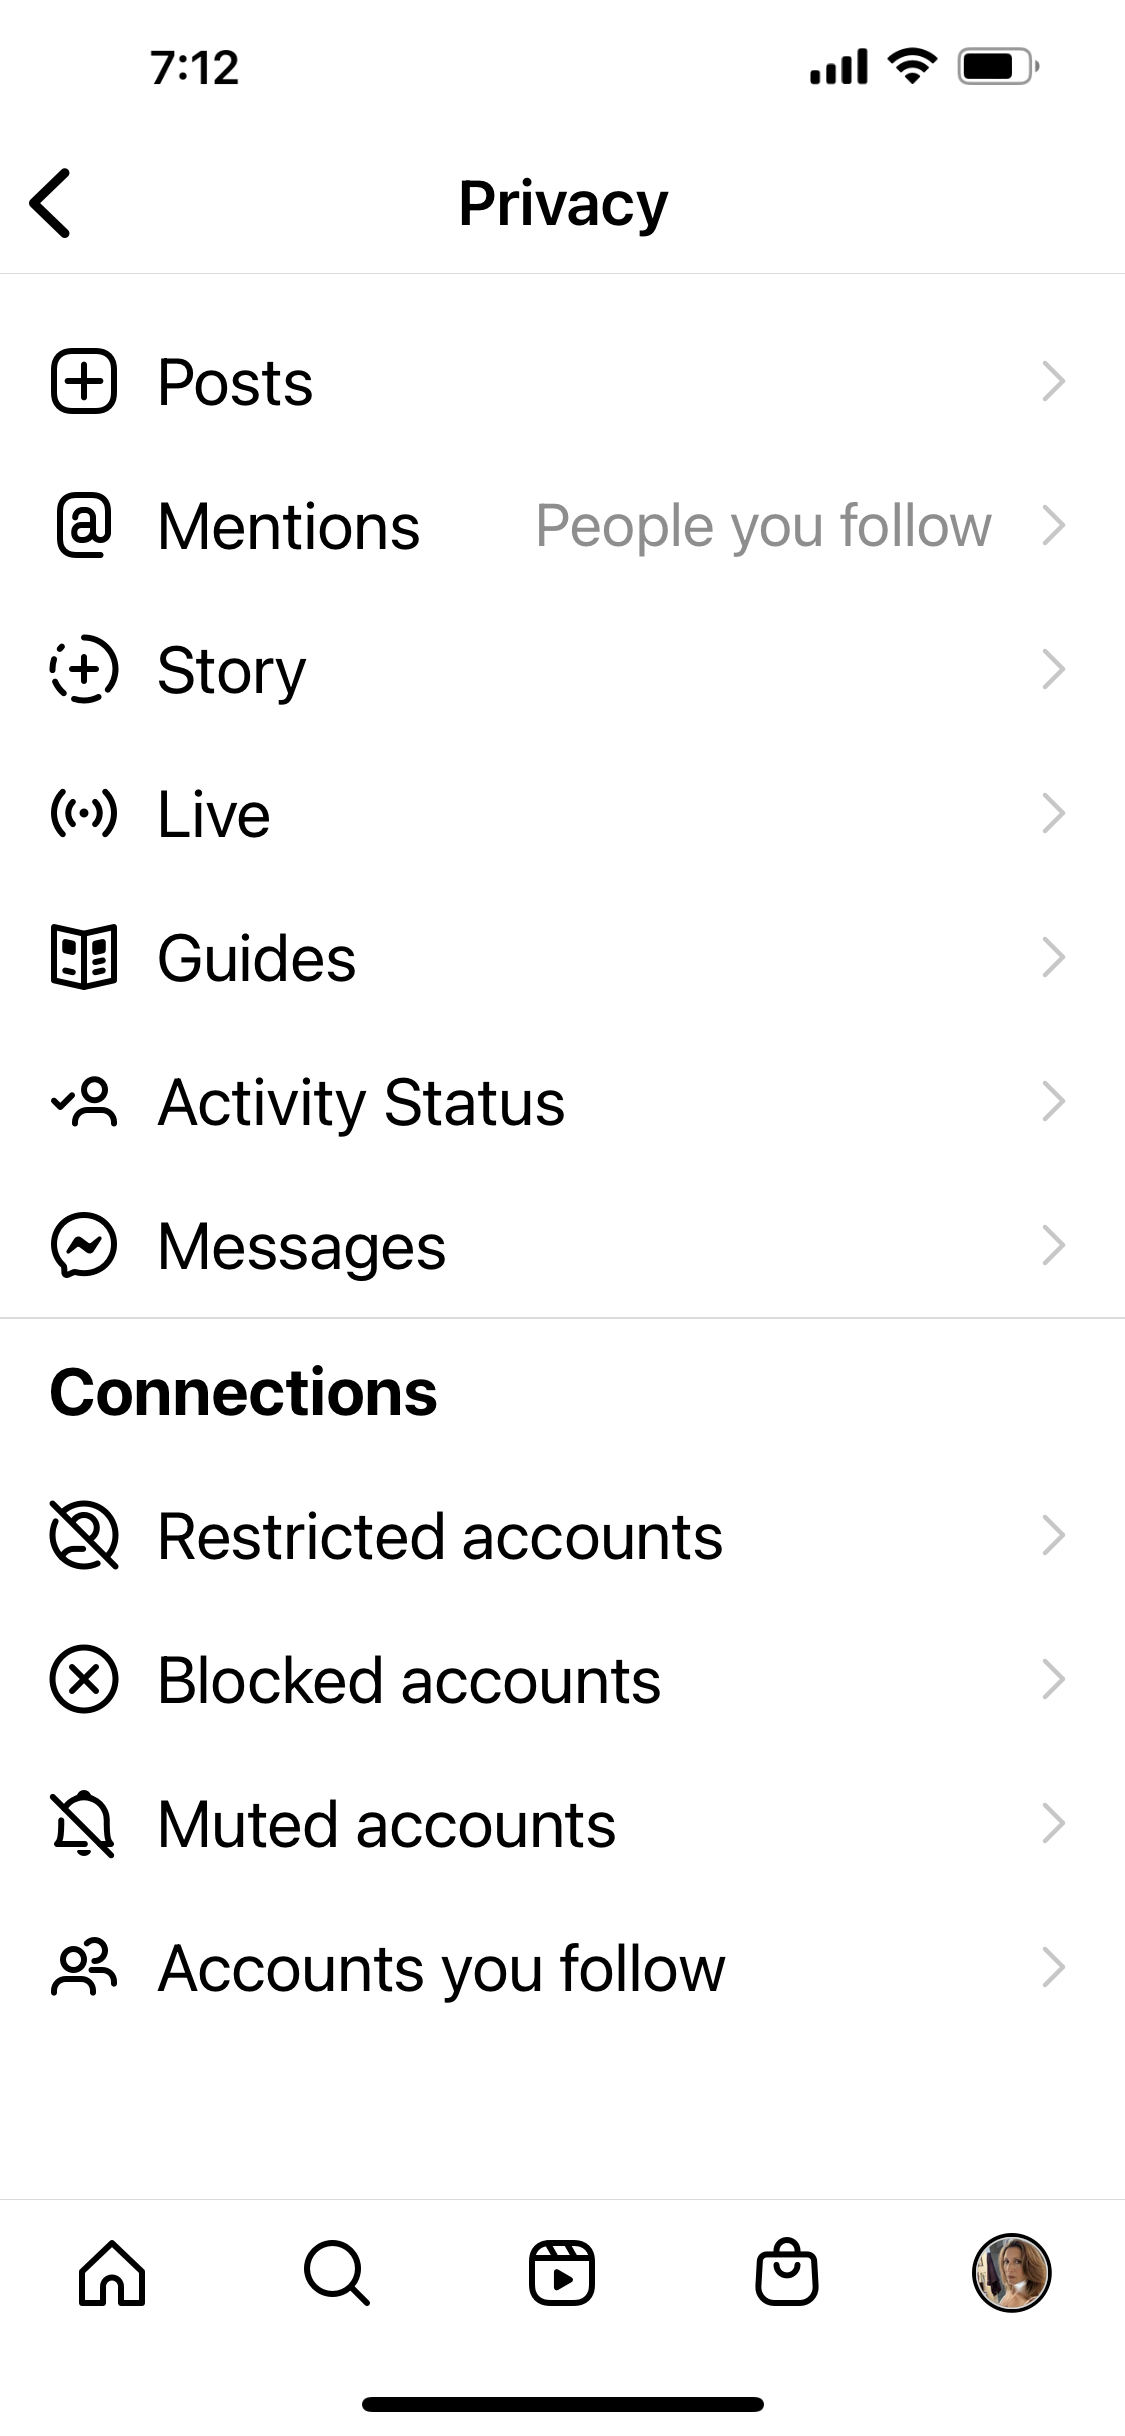 7:12
Privacy
Posts
Mentions People you follow
Story
Live
Guides
Activity Status
Messages
Connections
Restricted accounts
Blocked accounts
Muted accounts
Accounts you follow